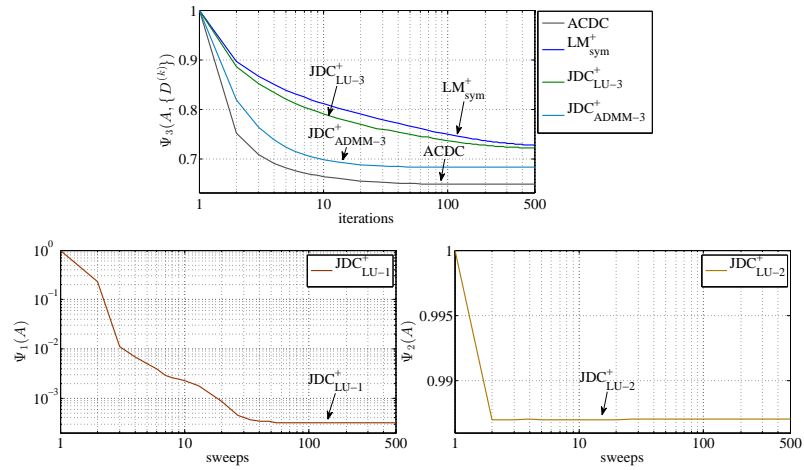 Ψ₃(A, {D⁽ᵏ⁾})
1
0.9
0.8
0.7
JDC⁺LU−3
LM⁺sym
JDC⁺ADMM−3
ACDC
1 10 100 500
iterations
ACDC
LM⁺sym
JDC⁺LU−3
JDC⁺ADMM−3
Ψ₁(A)
10⁰
10⁻¹
10⁻²
10⁻³
JDC⁺LU−1
JDC⁺LU−1
1 10 100 500
sweeps
Ψ₂(A)
1
0.995
0.99
JDC⁺LU−2
JDC⁺LU−2
1 10 100 500
sweeps